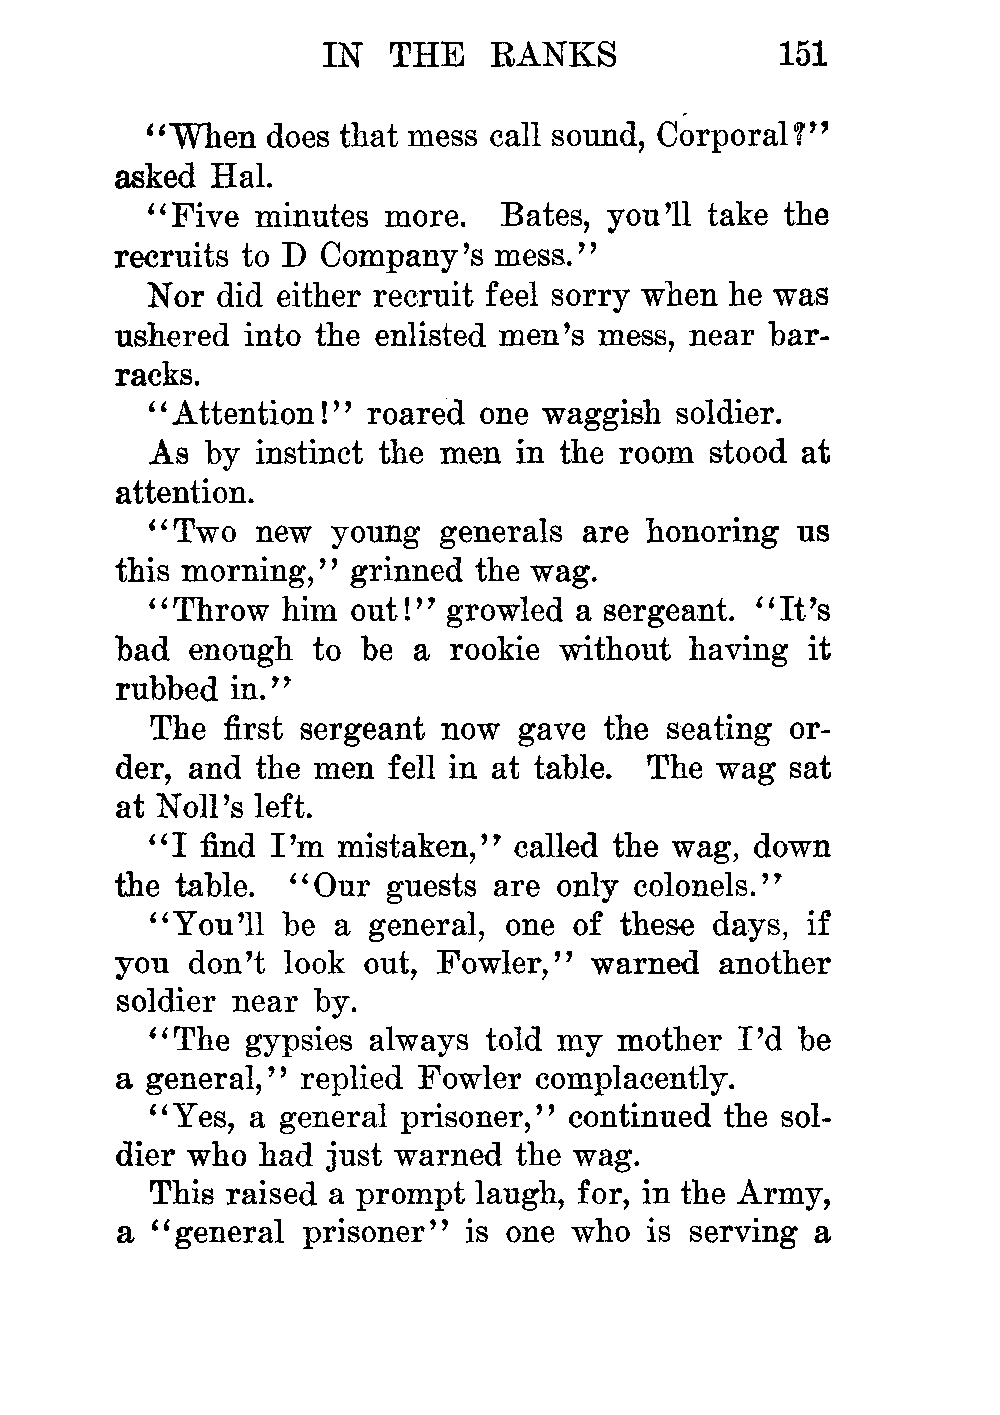 IN THE RANKS 151
"When does that mess call sound, Corporal?"
asked Hal.
"Five minutes more. Bates, you'll take the
recruits to D Company's mess."
Nor did either recruit feel sorry when he was
ushered into the enlisted men's mess, near bar-
racks.
"Attention!" roared one waggish soldier.
As by instinct the men in the room stood at
attention.
"Two new young generals are honoring us
this morning," grinned the wag.
"Throw him out!" growled a sergeant. "It's
bad enough to be a rookie without having it
rubbed in."
The first sergeant now gave the seating or-
der, and the men fell in at table. The wag sat
at Noll's left.
"I find I'm mistaken," called the wag, down
the table. "Our guests are only colonels."
"You'll be a general, one of these days, if
you don't look out, Fowler," warned another
soldier near by.
"The gypsies always told my mother I'd be
a general," replied Fowler complacently.
"Yes, a general prisoner," continued the sol-
dier who had just warned the wag.
This raised a prompt laugh, for, in the Army,
a "general prisoner" is one who is serving a